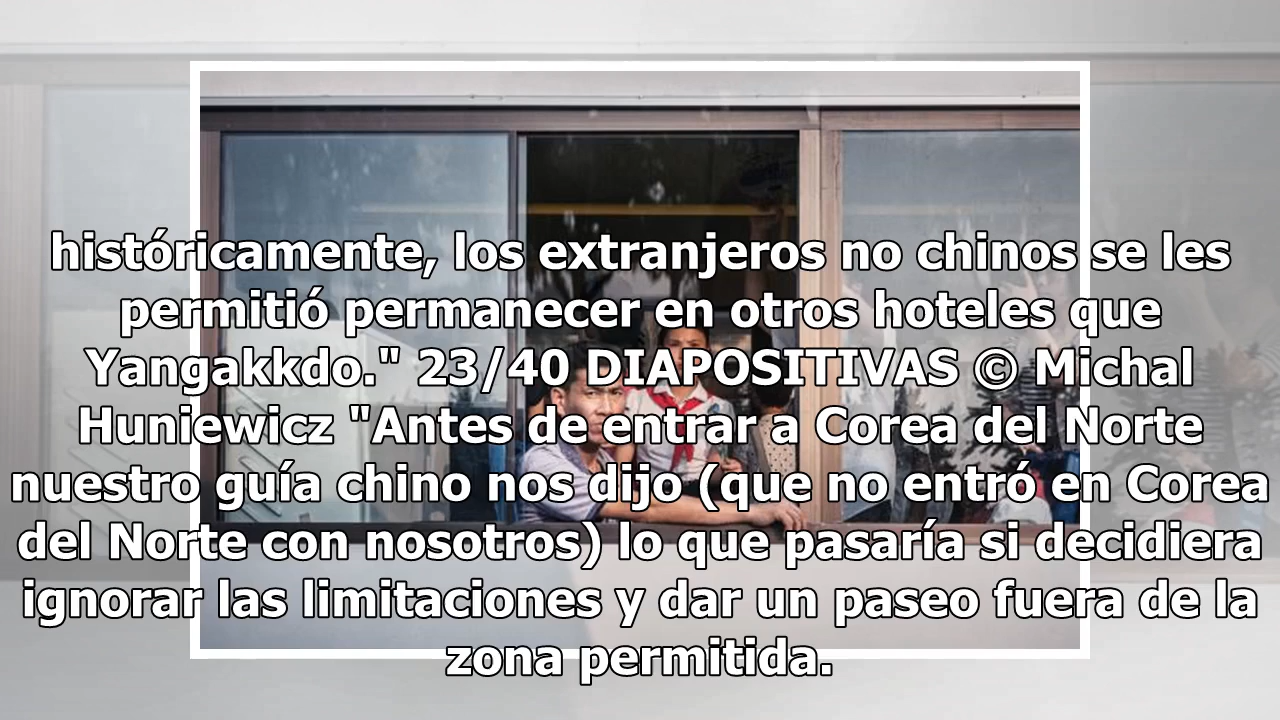 históricamente, los extranjeros no chinos se les
permitió permanecer en otros hoteles que
Yangakkdo." 23/40 DIAPOSITIVAS © Michal
Huniewicz "Antes de entrar a Corea del Norte
nuestro guía chino nos dijo (que no entró en Corea
del Norte con nosotros) lo que pasaría si decidiera
ignorar las limitaciones y dar un paseo fuera de la
zona permitida.